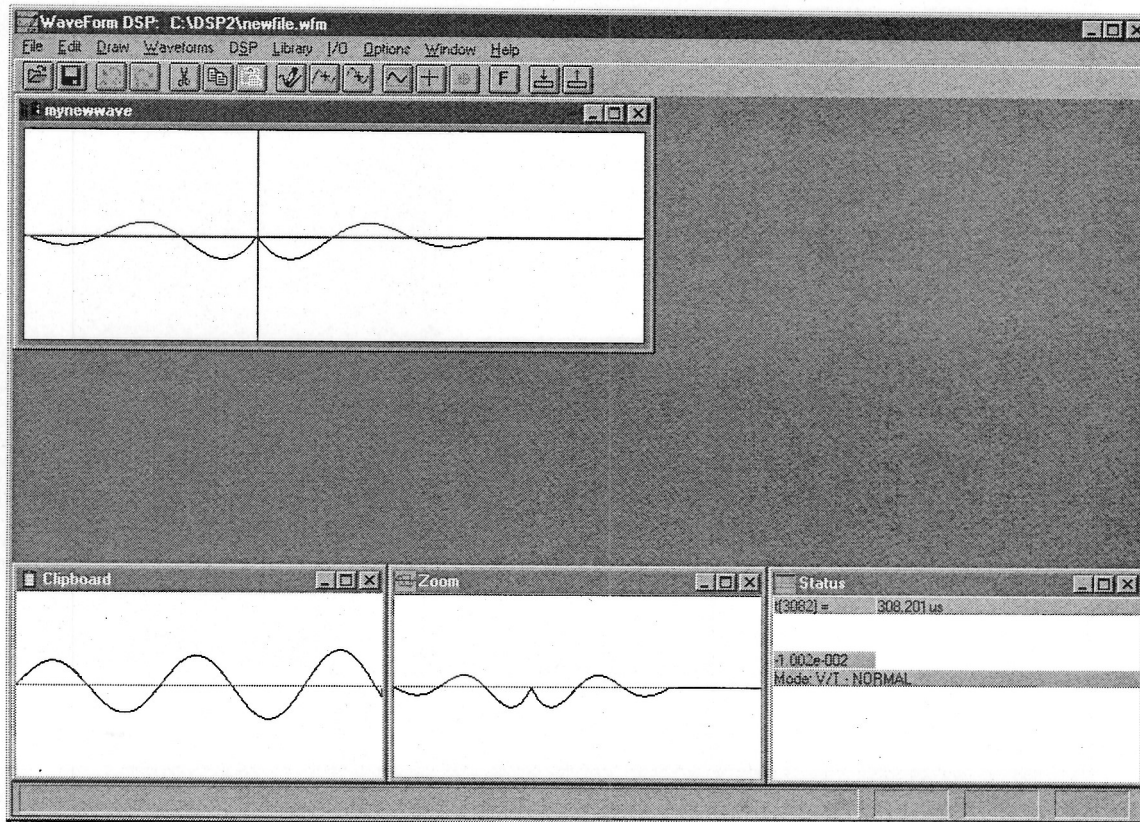 WaveForm DSP: C:\DSP2\newfile.wfm
File Edit Draw Waveforms DSP Library I/O Options Window Help
F
mynewwave
Clipboard
Zoom
Status
t[3082] = 308.201 us
-1.002e-002
Mode: V/T - NORMAL